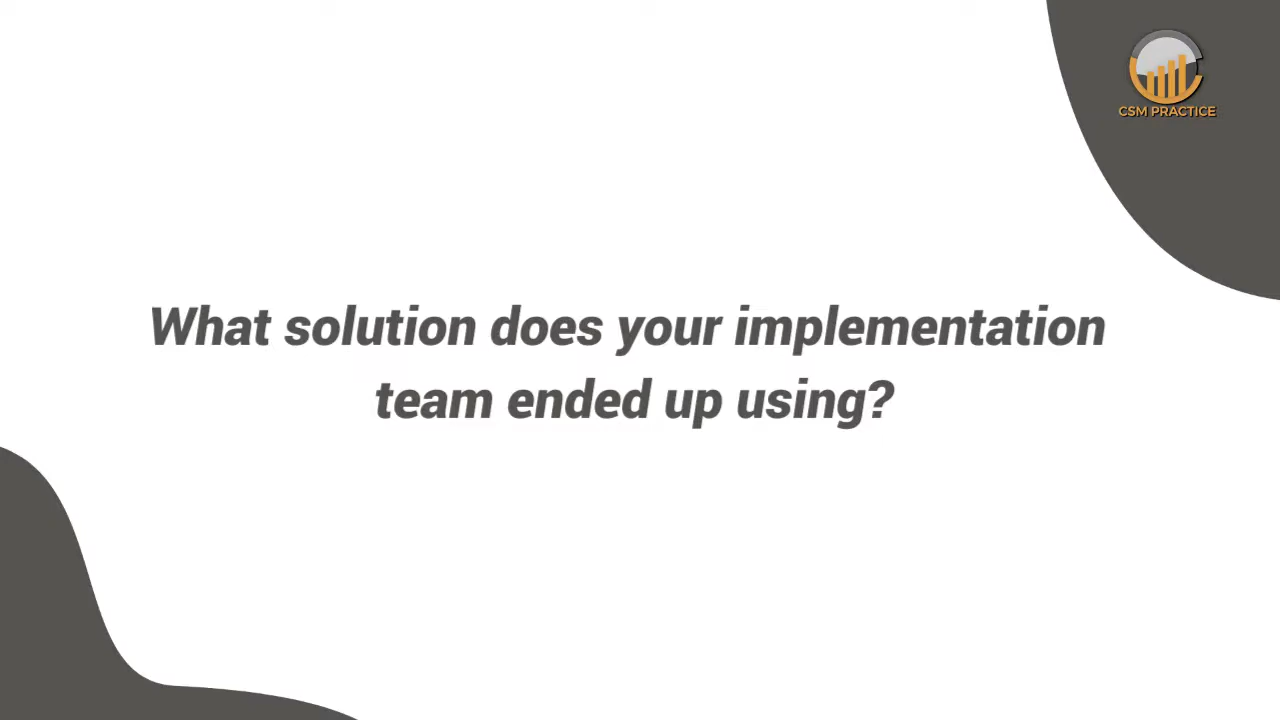 CSM PRACTICE
What solution does your implementation
team ended up using?